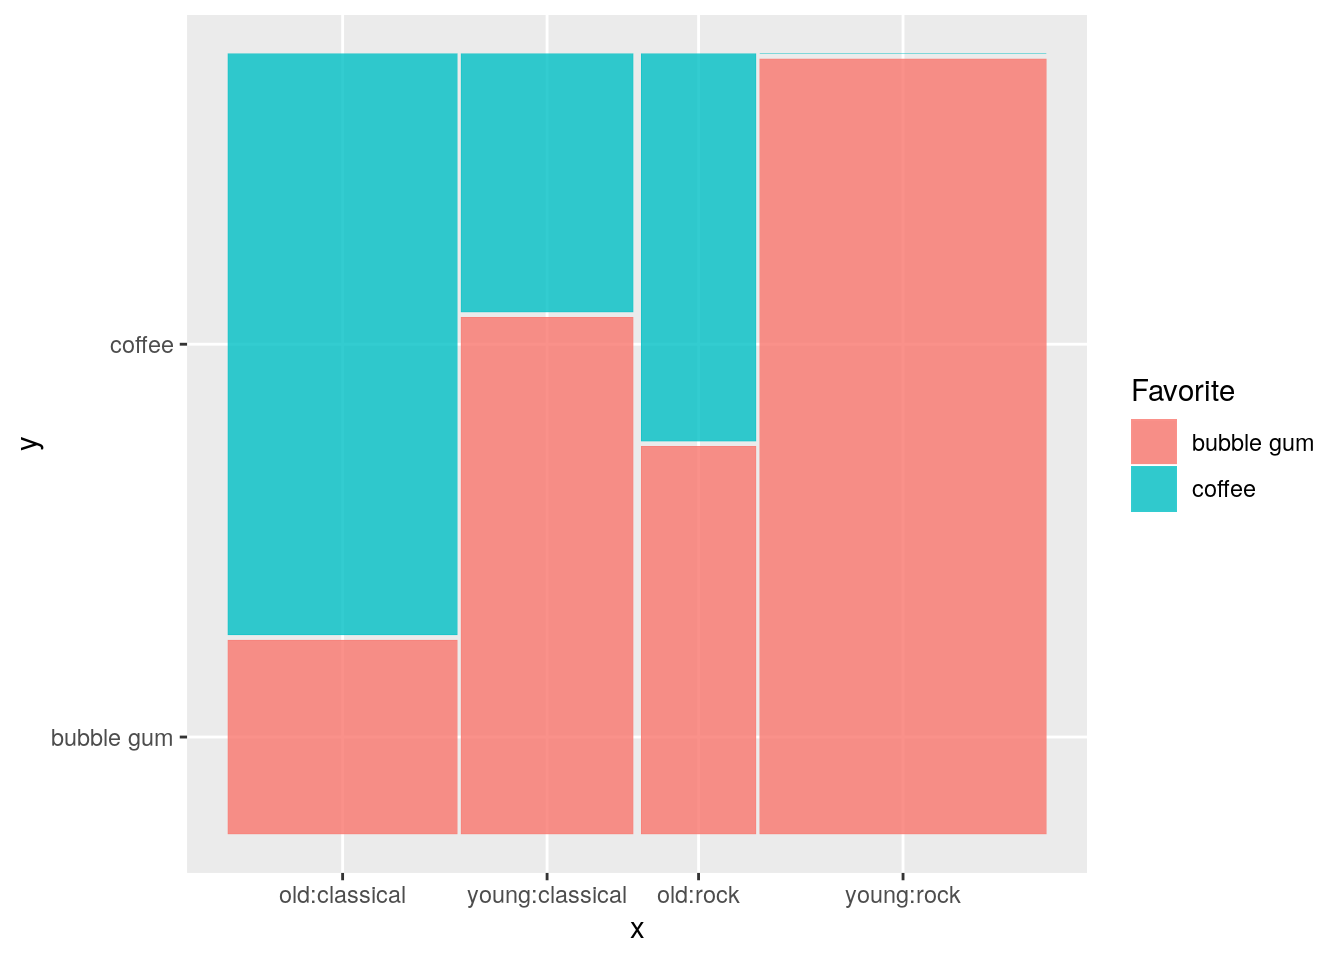 y
coffee
bubble gum
old:classical
young:classical
old:rock
young:rock
x
Favorite
bubble gum
coffee